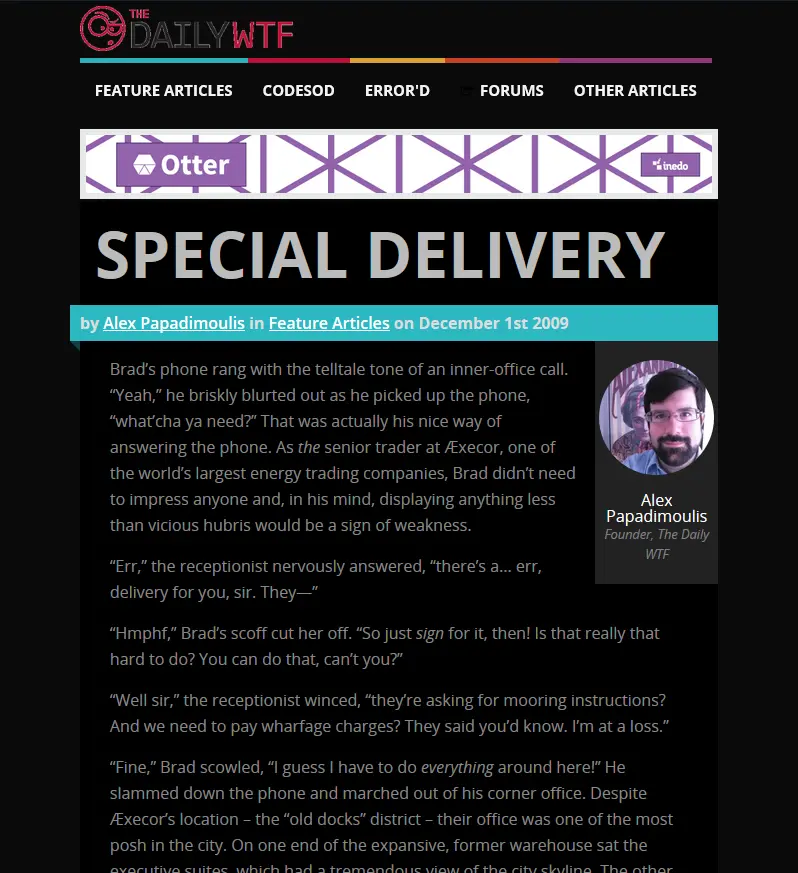 THE
DAILYWTF
FEATURE ARTICLES CODESOD ERROR'D FORUMS OTHER ARTICLES
Otter
inedo
SPECIAL DELIVERY
by Alex Papadimoulis in Feature Articles on December 1st 2009
Brad’s phone rang with the telltale tone of an inner-office call.
“Yeah,” he briskly blurted out as he picked up the phone,
“what’cha ya need?” That was actually his nice way of
answering the phone. As the senior trader at Æxecor, one of
the world’s largest energy trading companies, Brad didn’t need
to impress anyone and, in his mind, displaying anything less
than vicious hubris would be a sign of weakness.
Alex
Papadimoulis
Founder, The Daily
WTF
“Err,” the receptionist nervously answered, “there’s a… err,
delivery for you, sir. They—”
“Hmphf,” Brad’s scoff cut her off. “So just sign for it, then! Is that really that
hard to do? You can do that, can’t you?”
“Well sir,” the receptionist winced, “they’re asking for mooring instructions?
And we need to pay wharfage charges? They said you’d know. I’m at a loss.”
“Fine,” Brad scowled, “I guess I have to do everything around here!” He
slammed down the phone and marched out of his corner office. Despite
Æxecor’s location – the “old docks” district – their office was one of the most
posh in the city. On one end of the expansive, former warehouse sat the
executive suites, which had a tremendous view of the city skyline. The other